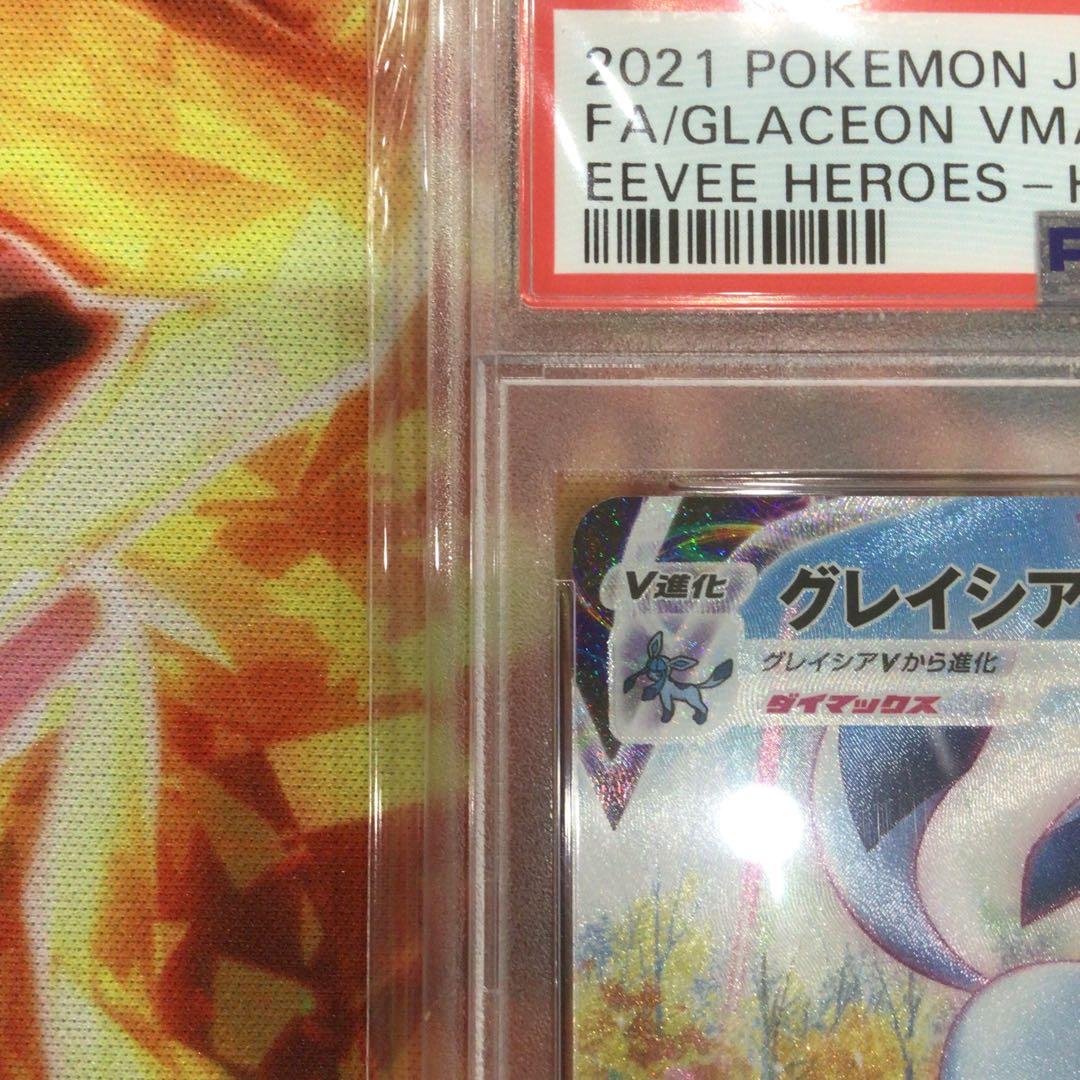 2021 POKEMON J
FA/GLACEON VMA
EEVEE HEROES - H
V進化
グレイシア
グレイシアVから進化
ダイマックス